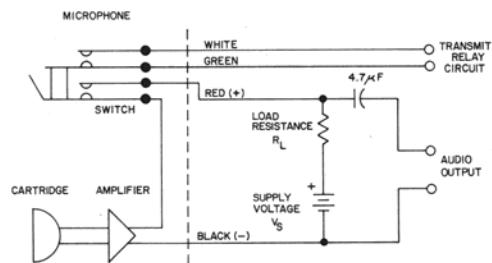 MICROPHONE
WHITE
TRANSMIT
RELAY
CIRCUIT
GREEN
4.7μF
RED (+)
SWITCH
LOAD
RESISTANCE
RL
AUDIO
OUTPUT
CARTRIDGE
AMPLIFIER
+
SUPPLY
VOLTAGE
VS
BLACK (-)